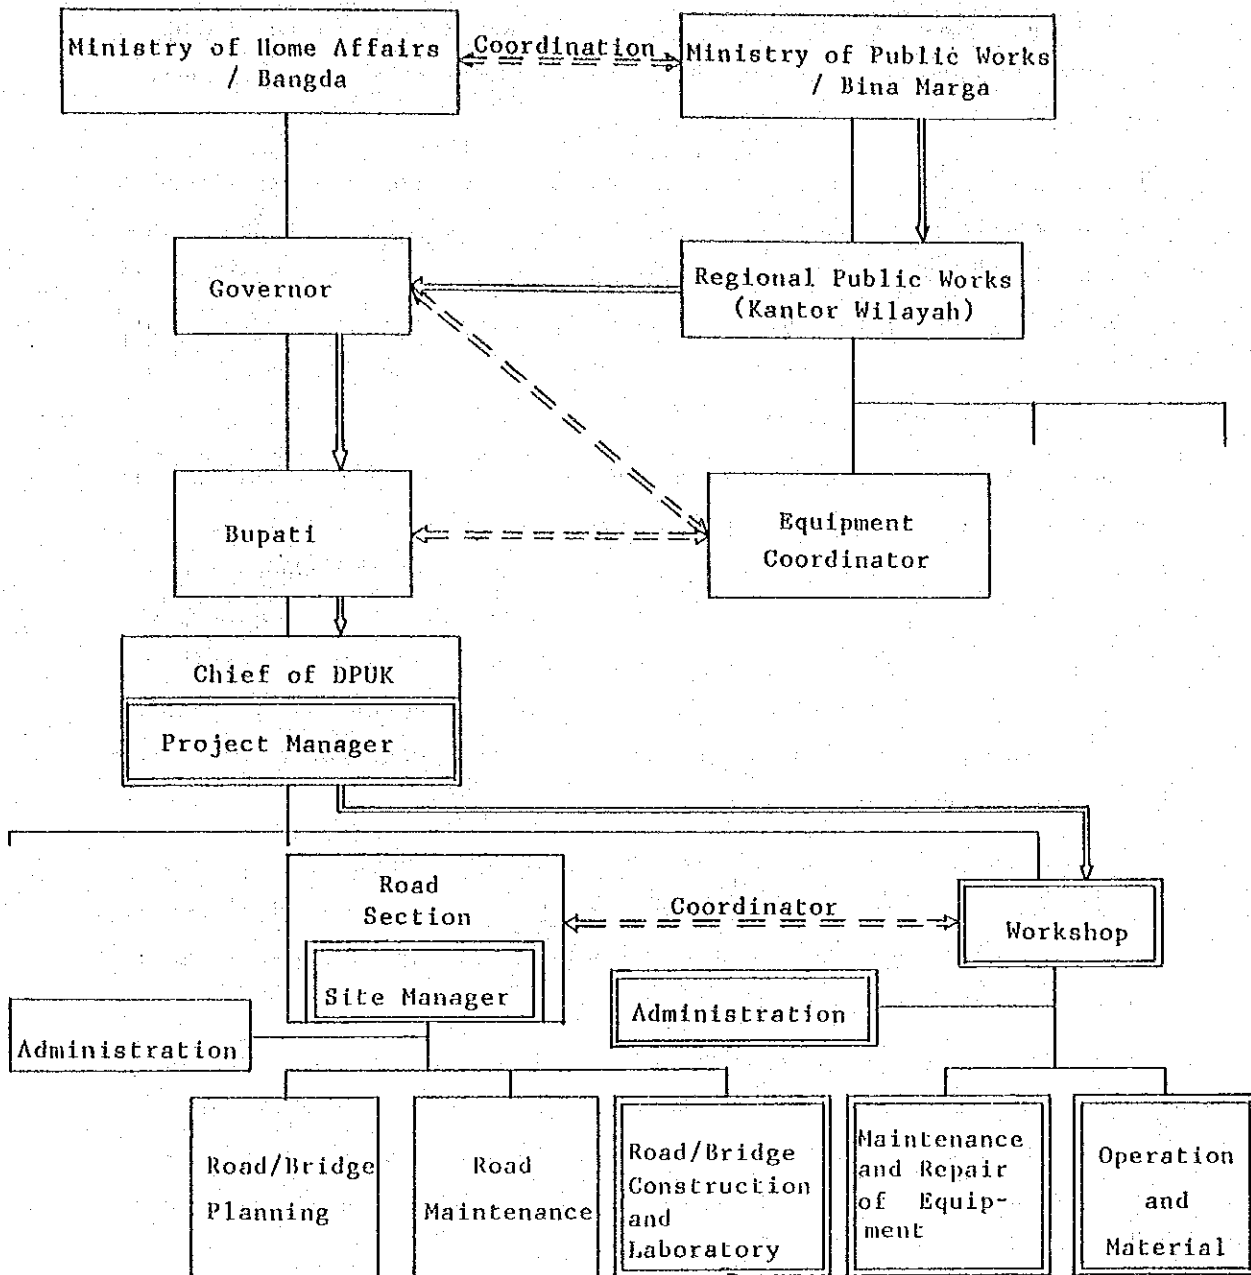 Ministry of Home Affairs
/ Bangda
Coordination
Ministry of Public Works
/ Bina Marga
Governor
Regional Public Works
(Kantor Wilayah)
Bupati
Equipment
Coordinator
Chief of DPUK
Project Manager
Road
Section
Site Manager
Coordinator
Workshop
Administration
Administration
Road/Bridge
Planning
Road
Maintenance
Road/Bridge
Construction
and
Laboratory
Maintenance
and Repair
of Equip-
ment
Operation
and
Material